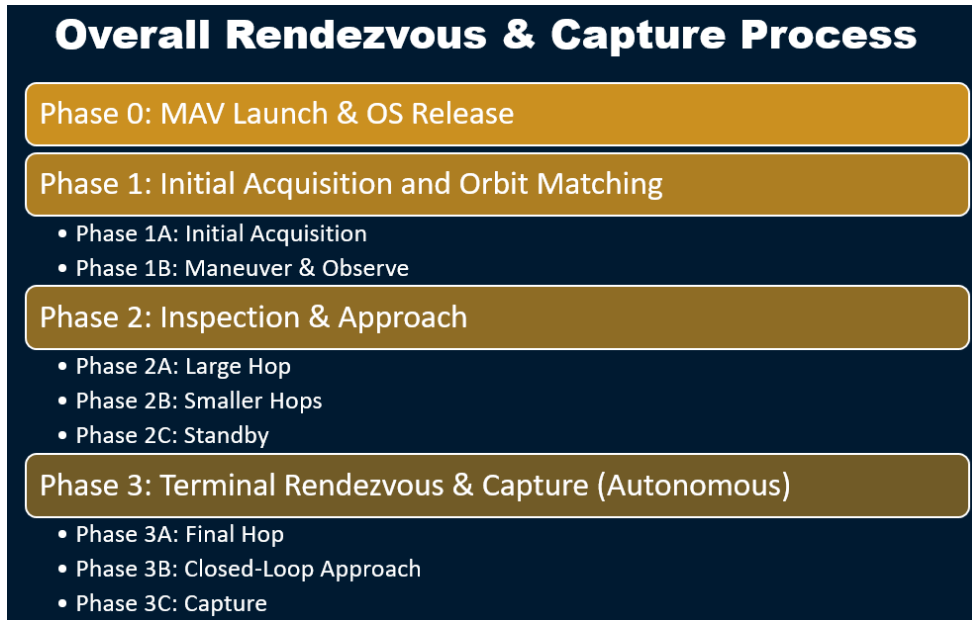 Overall Rendezvous & Capture Process
Phase 0: MAV Launch & OS Release
Phase 1: Initial Acquisition and Orbit Matching
• Phase 1A: Initial Acquisition
• Phase 1B: Maneuver & Observe
Phase 2: Inspection & Approach
• Phase 2A: Large Hop
• Phase 2B: Smaller Hops
• Phase 2C: Standby
Phase 3: Terminal Rendezvous & Capture (Autonomous)
• Phase 3A: Final Hop
• Phase 3B: Closed-Loop Approach
• Phase 3C: Capture